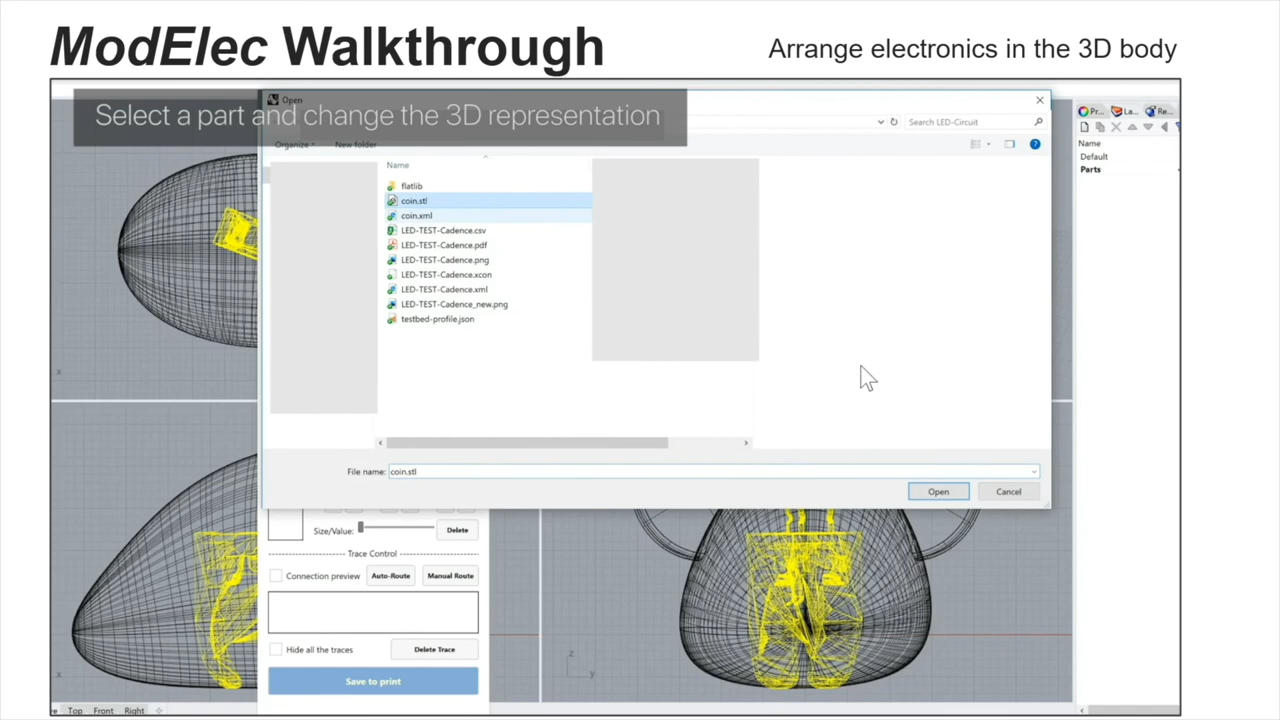 ModElec Walkthrough
Arrange electronics in the 3D body
Select a part and change the 3D representation
Open
Search LED-Circuit
Organize
New folder
Name
flatlib
coin.stl
coin.xml
LED-TEST-Cadence.csv
LED-TEST-Cadence.pdf
LED-TEST-Cadence.png
LED-TEST-Cadence.xcon
LED-TEST-Cadence.xml
LED-TEST-Cadence_new.png
testbed-profile.json
File name: coin.stl
Open
Cancel
Pr...
La...
Re...
Name
Default
Parts
Size/Value:
Delete
Trace Control
Connection preview
Auto-Route
Manual Route
Hide all the traces
Delete Trace
Save to print
x
x
z
y
Top
Front
Right